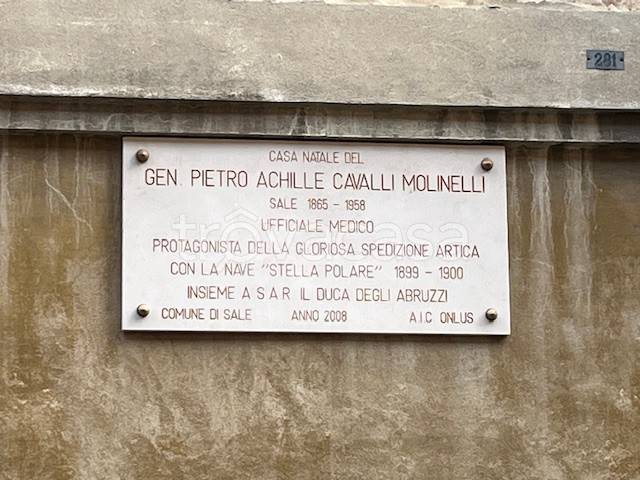 281
CASA NATALE DEL
GEN. PIETRO ACHILLE CAVALLI MOLINELLI
SALE 1865 - 1958
UFFICIALE MEDICO
PROTAGONISTA DELLA GLORIOSA SPEDIZIONE ARTICA
CON LA NAVE "STELLA POLARE" 1899 - 1900
INSIEME A S.A.R. IL DUCA DEGLI ABRUZZI
COMUNE DI SALE ANNO 2008 A.I.C. ONLUS
trovacasa